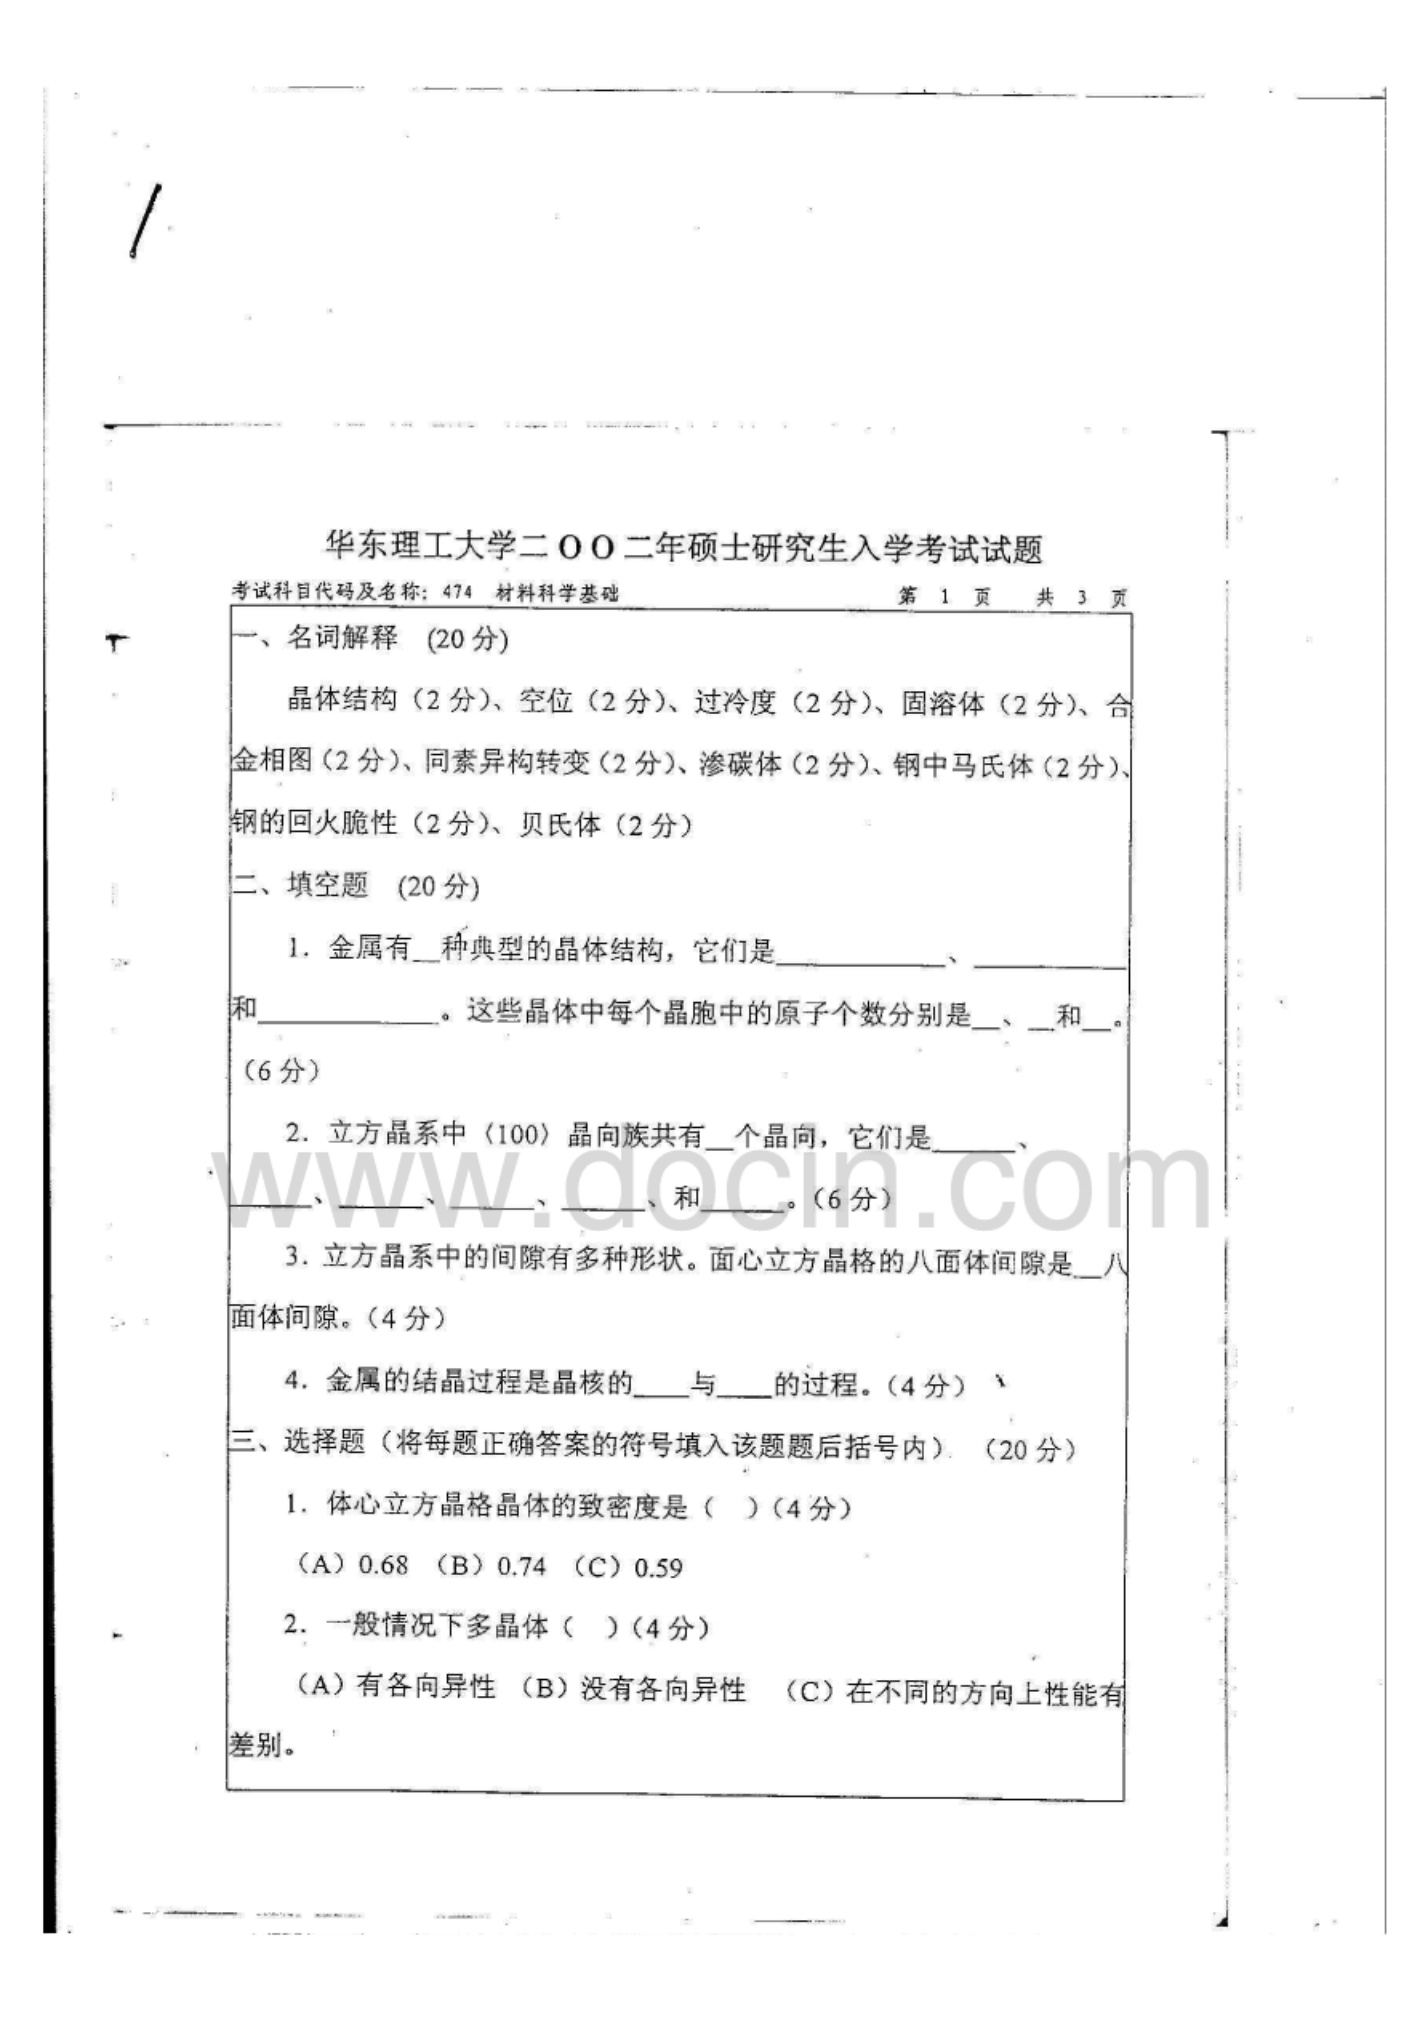 华东理工大学二〇〇二年硕士研究生入学考试试题
考试科目代码及名称：474 材料科学基础 第 1 页 共 3 页
一、名词解释 (20 分)
晶体结构（2 分）、空位（2 分）、过冷度（2 分）、固溶体（2 分）、合
金相图（2 分）、同素异构转变（2 分）、渗碳体（2 分）、钢中马氏体（2 分）、
钢的回火脆性（2 分）、贝氏体（2 分）
二、填空题 (20 分)
1．金属有__种典型的晶体结构，它们是____________、___________
和_____________。这些晶体中每个晶胞中的原子个数分别是__、__和__。
（6 分）
2．立方晶系中〈100〉晶向族共有__个晶向，它们是______、
______、______、______、______、和______。（6 分）
3．立方晶系中的间隙有多种形状。面心立方晶格的八面体间隙是__八
面体间隙。（4 分）
4．金属的结晶过程是晶核的____与____的过程。（4 分）
三、选择题（将每题正确答案的符号填入该题题后括号内） （20 分）
1．体心立方晶格晶体的致密度是（ ）（4 分）
（A）0.68 （B）0.74 （C）0.59
2．一般情况下多晶体（ ）（4 分）
（A）有各向异性 （B）没有各向异性 （C）在不同的方向上性能有
差别。
www.docin.com